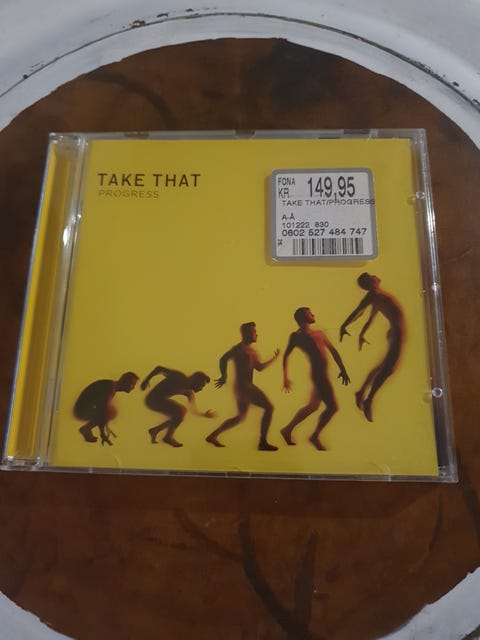 TAKE THAT
PROGRESS
FONA
KR 149,95
TAKE THAT/PROGRESS
A-Å
101222 830
0602 527 484 747